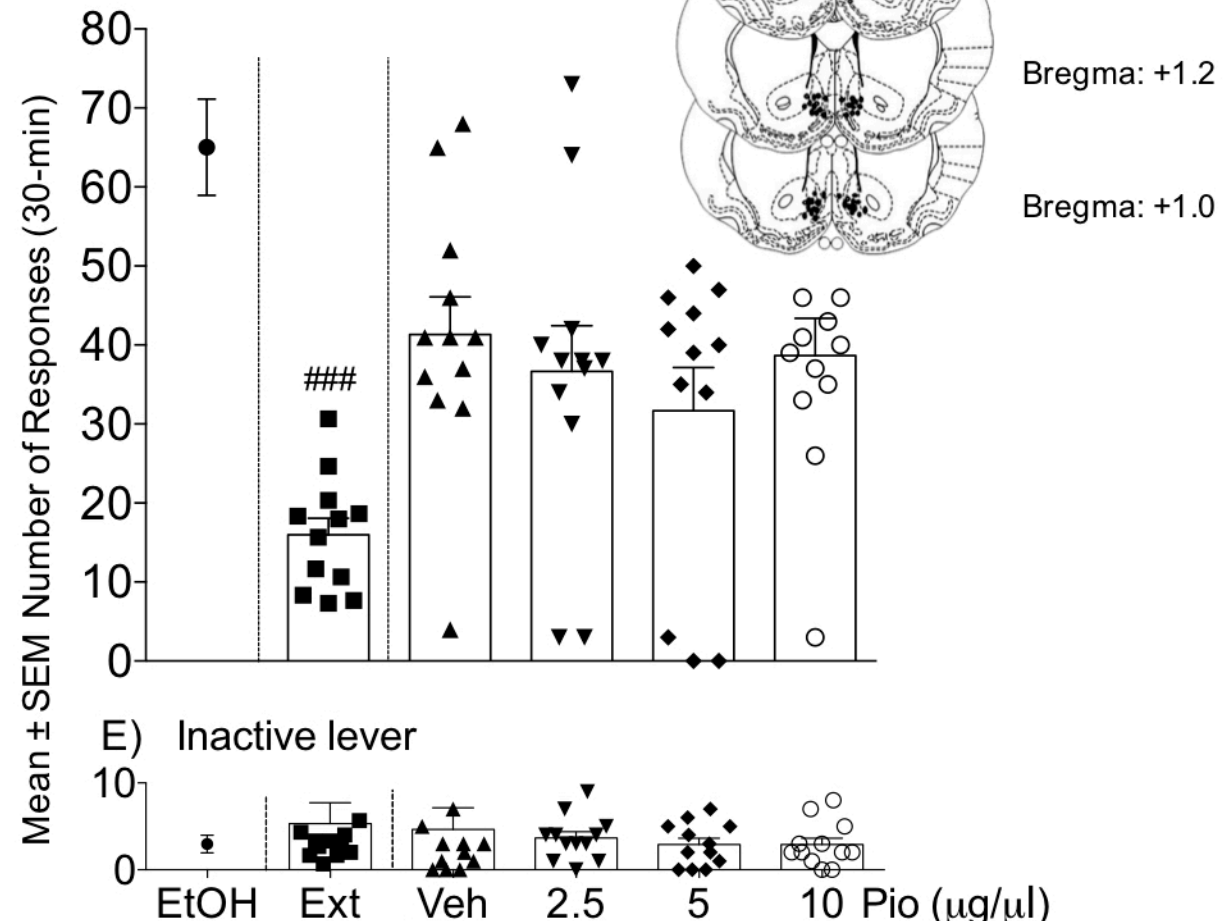 Mean ± SEM Number of Responses (30-min)
80
70
60
50
40
30
20
10
0
###
Bregma: +1.2
Bregma: +1.0
E) Inactive lever
10
0
EtOH Ext Veh 2.5 5 10 Pio (μg/μl)